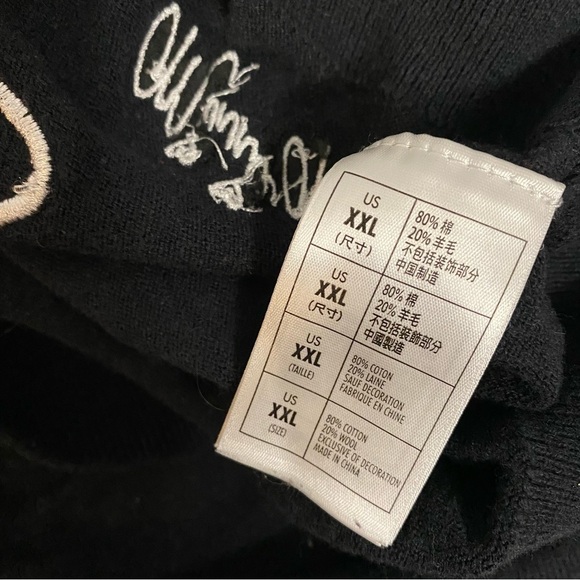 US
XXL
(尺寸)
80% 棉
20% 羊毛
不包括装饰部分
中国制造
US
XXL
(尺寸)
80% 棉
20% 羊毛
不包括裝飾部分
中國製造
US
XXL
(TAILLE)
80% COTON
20% LAINE
SAUF DECORATION
FABRIQUE EN CHINE
US
XXL
(SIZE)
80% COTTON
20% WOOL
EXCLUSIVE OF DECORATION
MADE IN CHINA